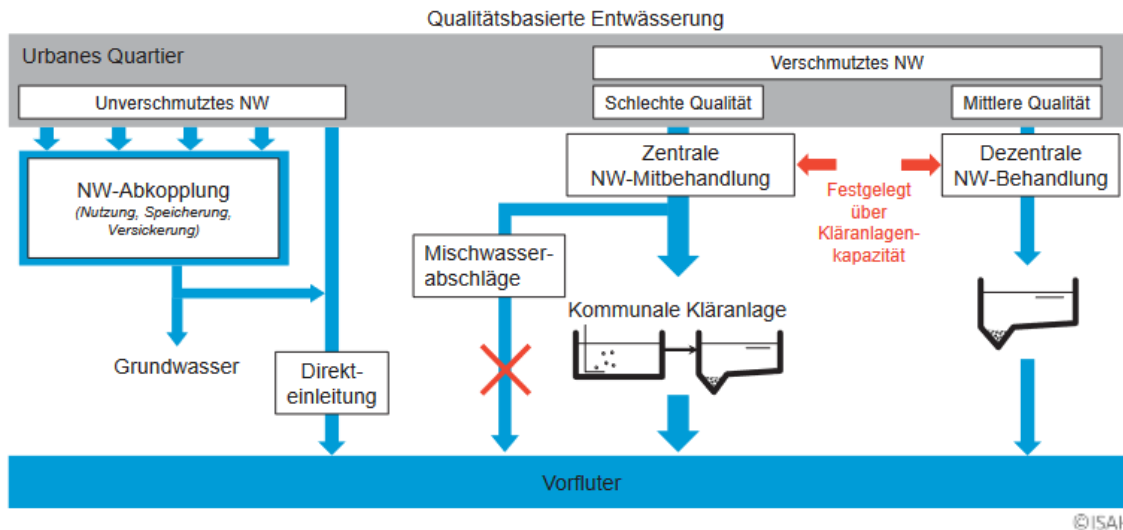 Qualitätsbasierte Entwässerung
Urbanes Quartier
Verschmutztes NW
Unverschmutztes NW
Schlechte Qualität
Mittlere Qualität
NW-Abkopplung
(Nutzung, Speicherung,
Versickerung)
Zentrale
NW-Mitbehandlung
Dezentrale
NW-Behandlung
Festgelegt
über
Kläranlagen-
kapazität
Mischwasser-
abschläge
Kommunale Kläranlage
Grundwasser
Direkt-
einleitung
Vorfluter
©ISAH